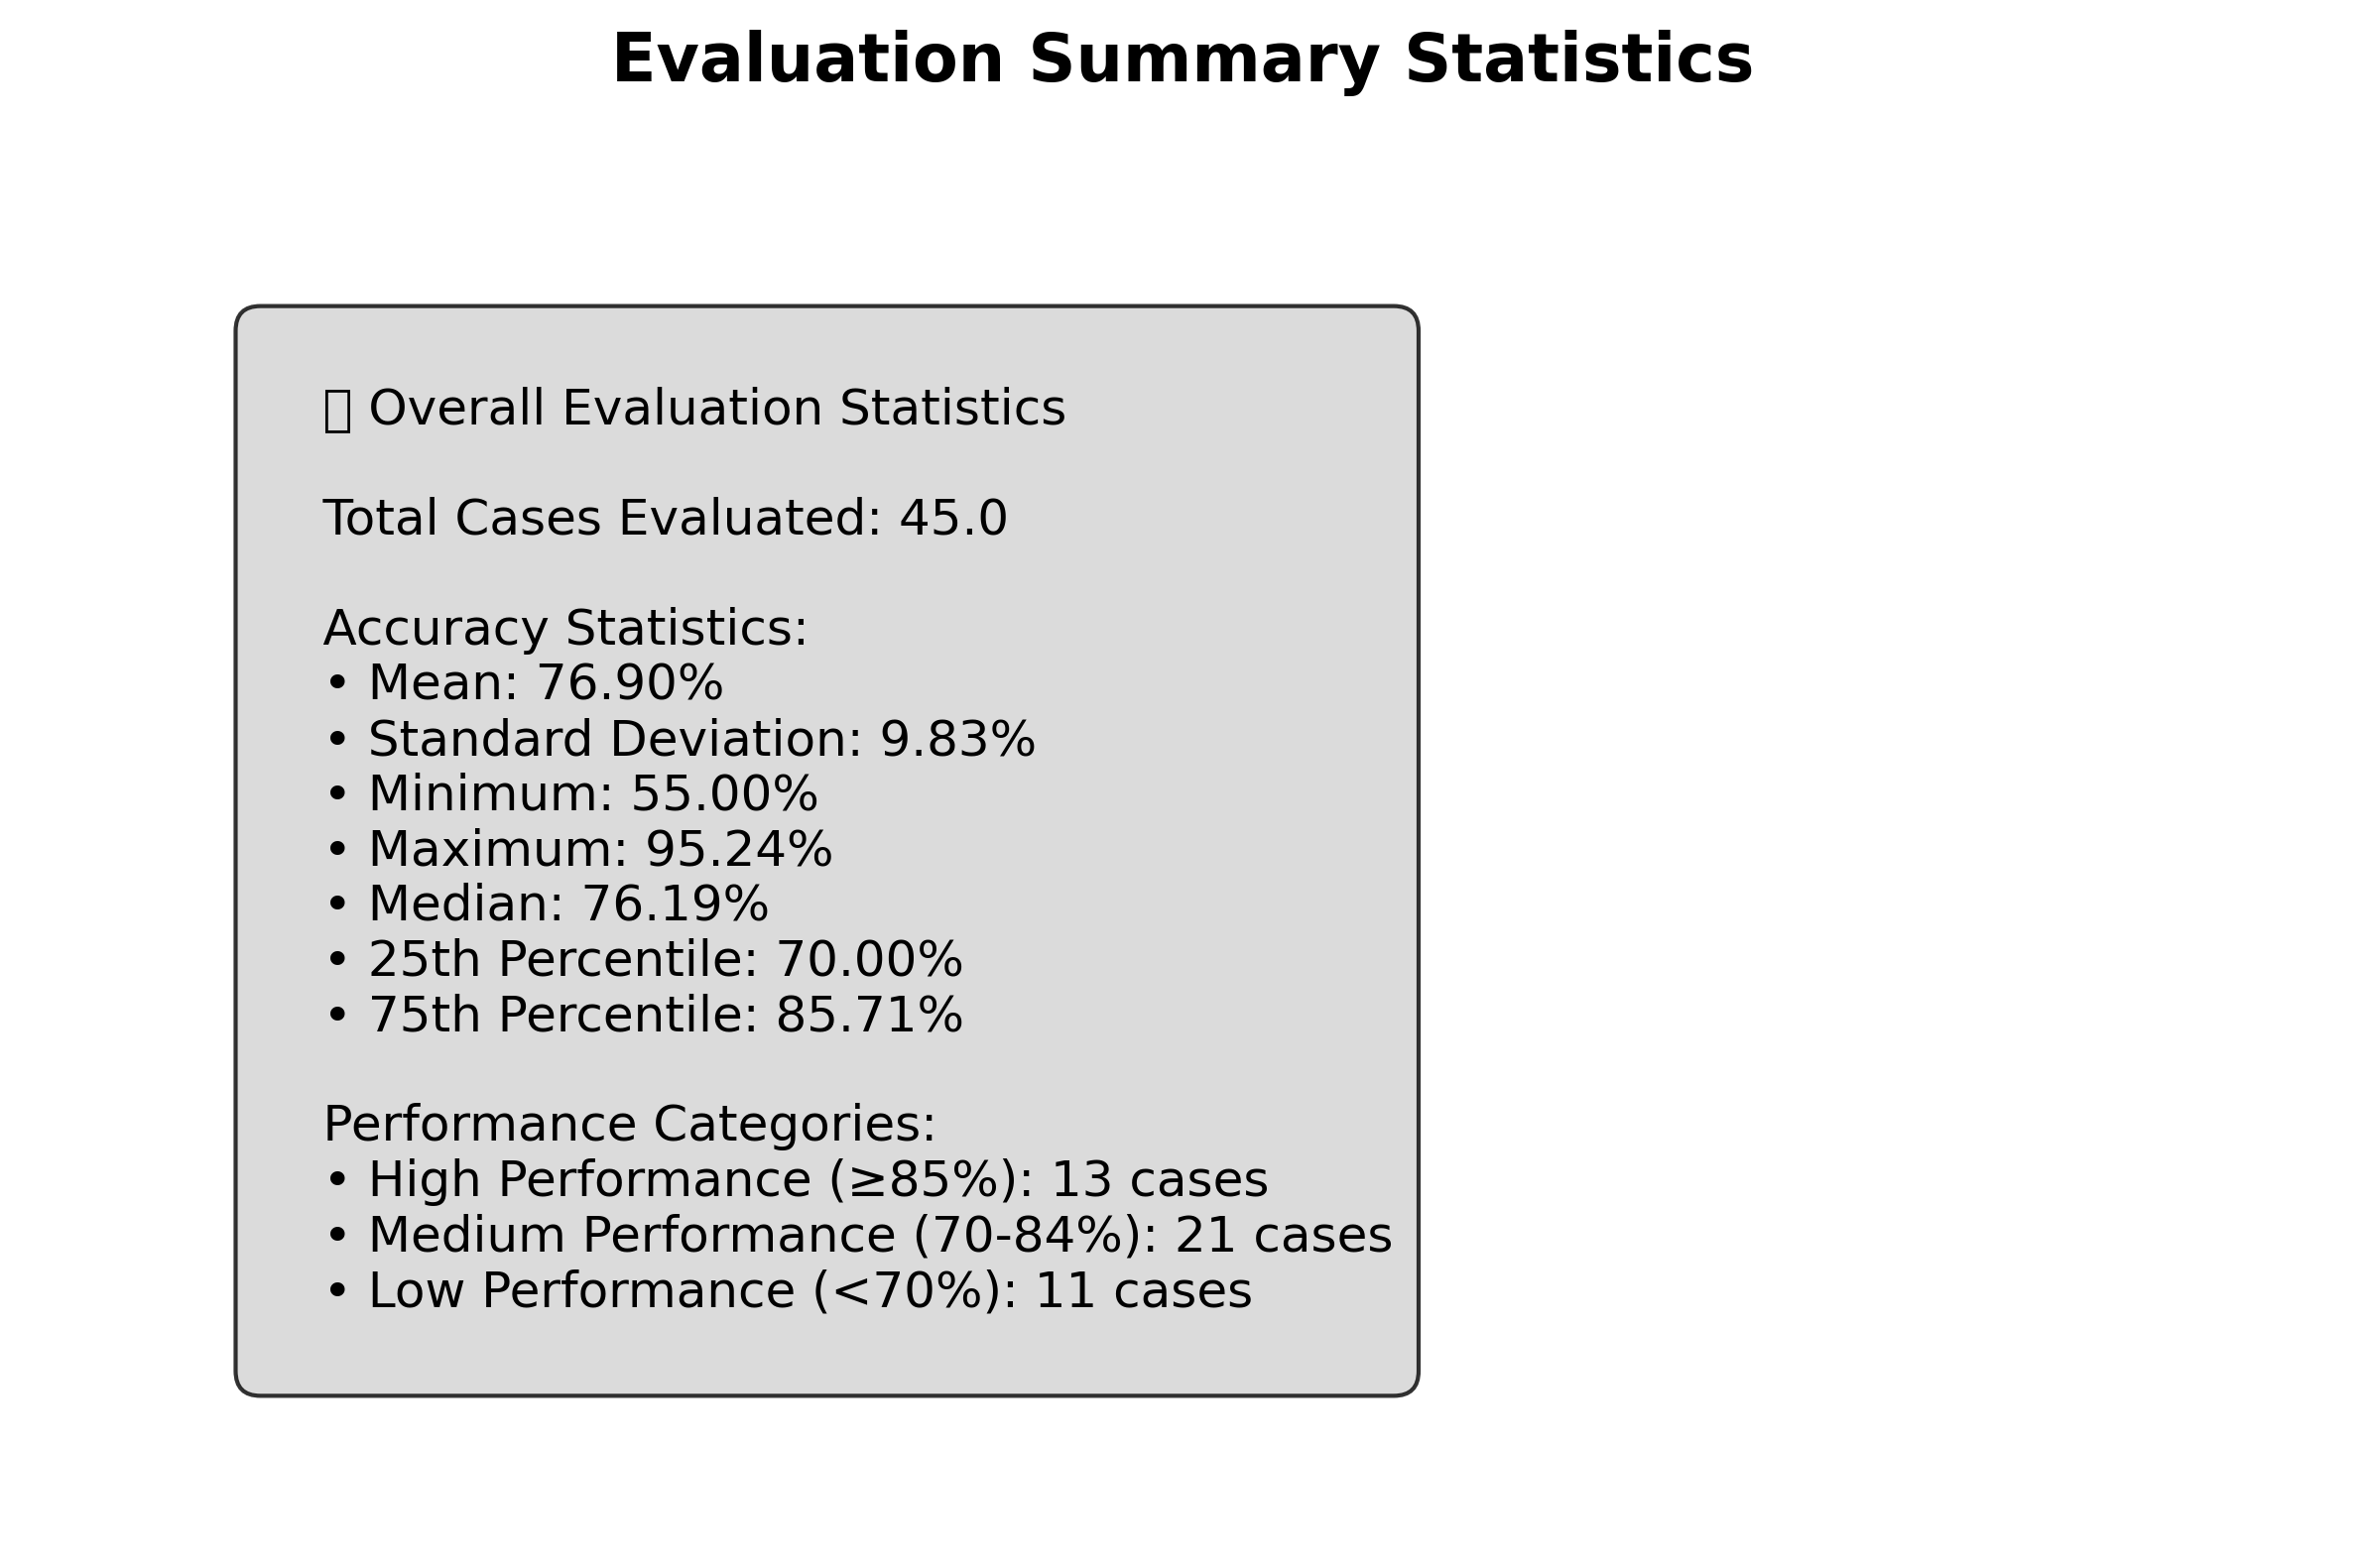 Evaluation Summary Statistics
Overall Evaluation Statistics
Total Cases Evaluated: 45.0
Accuracy Statistics:
• Mean: 76.90%
• Standard Deviation: 9.83%
• Minimum: 55.00%
• Maximum: 95.24%
• Median: 76.19%
• 25th Percentile: 70.00%
• 75th Percentile: 85.71%
Performance Categories:
• High Performance (≥85%): 13 cases
• Medium Performance (70-84%): 21 cases
• Low Performance (<70%): 11 cases